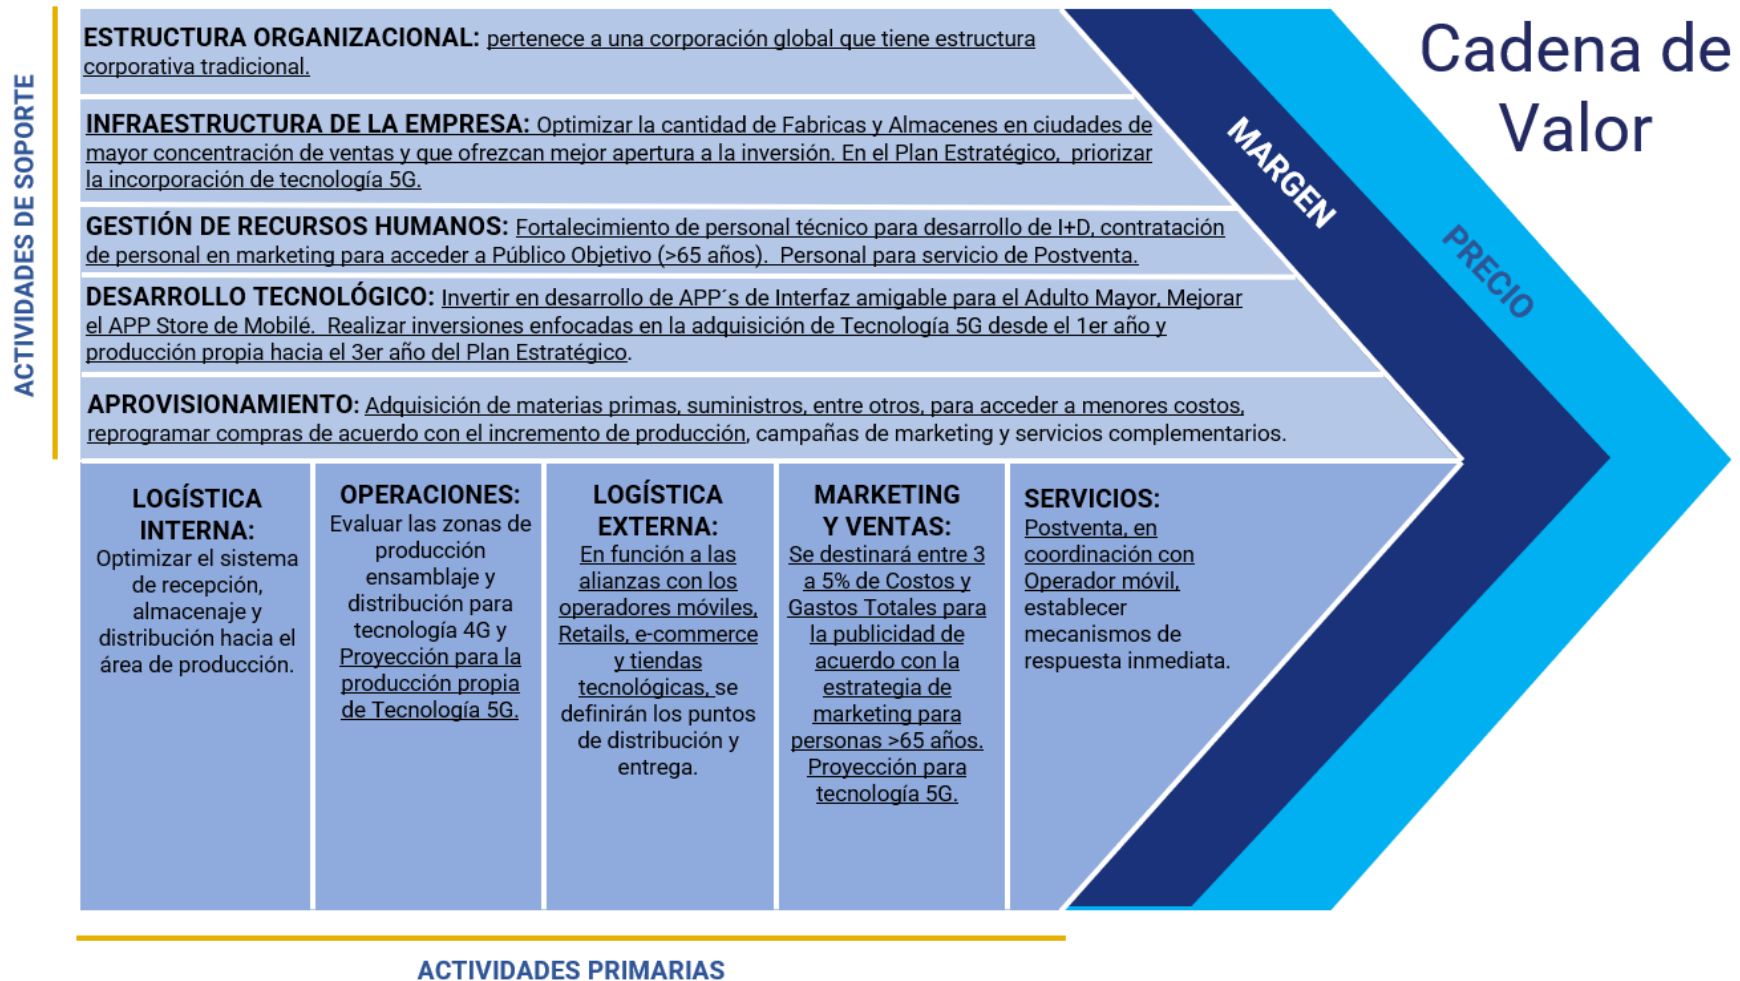 Cadena de
Valor
ACTIVIDADES DE SOPORTE
ESTRUCTURA ORGANIZACIONAL: pertenece a una corporación global que tiene estructura
corporativa tradicional.
INFRAESTRUCTURA DE LA EMPRESA: Optimizar la cantidad de Fabricas y Almacenes en ciudades de
mayor concentración de ventas y que ofrezcan mejor apertura a la inversión. En el Plan Estratégico, priorizar
la incorporación de tecnología 5G.
GESTIÓN DE RECURSOS HUMANOS: Fortalecimiento de personal técnico para desarrollo de I+D, contratación
de personal en marketing para acceder a Público Objetivo (>65 años). Personal para servicio de Postventa.
DESARROLLO TECNOLÓGICO: Invertir en desarrollo de APP´s de Interfaz amigable para el Adulto Mayor, Mejorar
el APP Store de Mobilé. Realizar inversiones enfocadas en la adquisición de Tecnología 5G desde el 1er año y
producción propia hacia el 3er año del Plan Estratégico.
APROVISIONAMIENTO: Adquisición de materias primas, suministros, entre otros, para acceder a menores costos,
reprogramar compras de acuerdo con el incremento de producción, campañas de marketing y servicios complementarios.
MARGEN
PRECIO
LOGÍSTICA
INTERNA:
Optimizar el sistema
de recepción,
almacenaje y
distribución hacia el
área de producción.
OPERACIONES:
Evaluar las zonas de
producción
ensamblaje y
distribución para
tecnología 4G y
Proyección para la
producción propia
de Tecnología 5G.
LOGÍSTICA
EXTERNA:
En función a las
alianzas con los
operadores móviles,
Retails, e-commerce
y tiendas
tecnológicas, se
definirán los puntos
de distribución y
entrega.
MARKETING
Y VENTAS:
Se destinará entre 3
a 5% de Costos y
Gastos Totales para
la publicidad de
acuerdo con la
estrategia de
marketing para
personas >65 años.
Proyección para
tecnología 5G.
SERVICIOS:
Postventa, en
coordinación con
Operador móvil,
establecer
mecanismos de
respuesta inmediata.
ACTIVIDADES PRIMARIAS